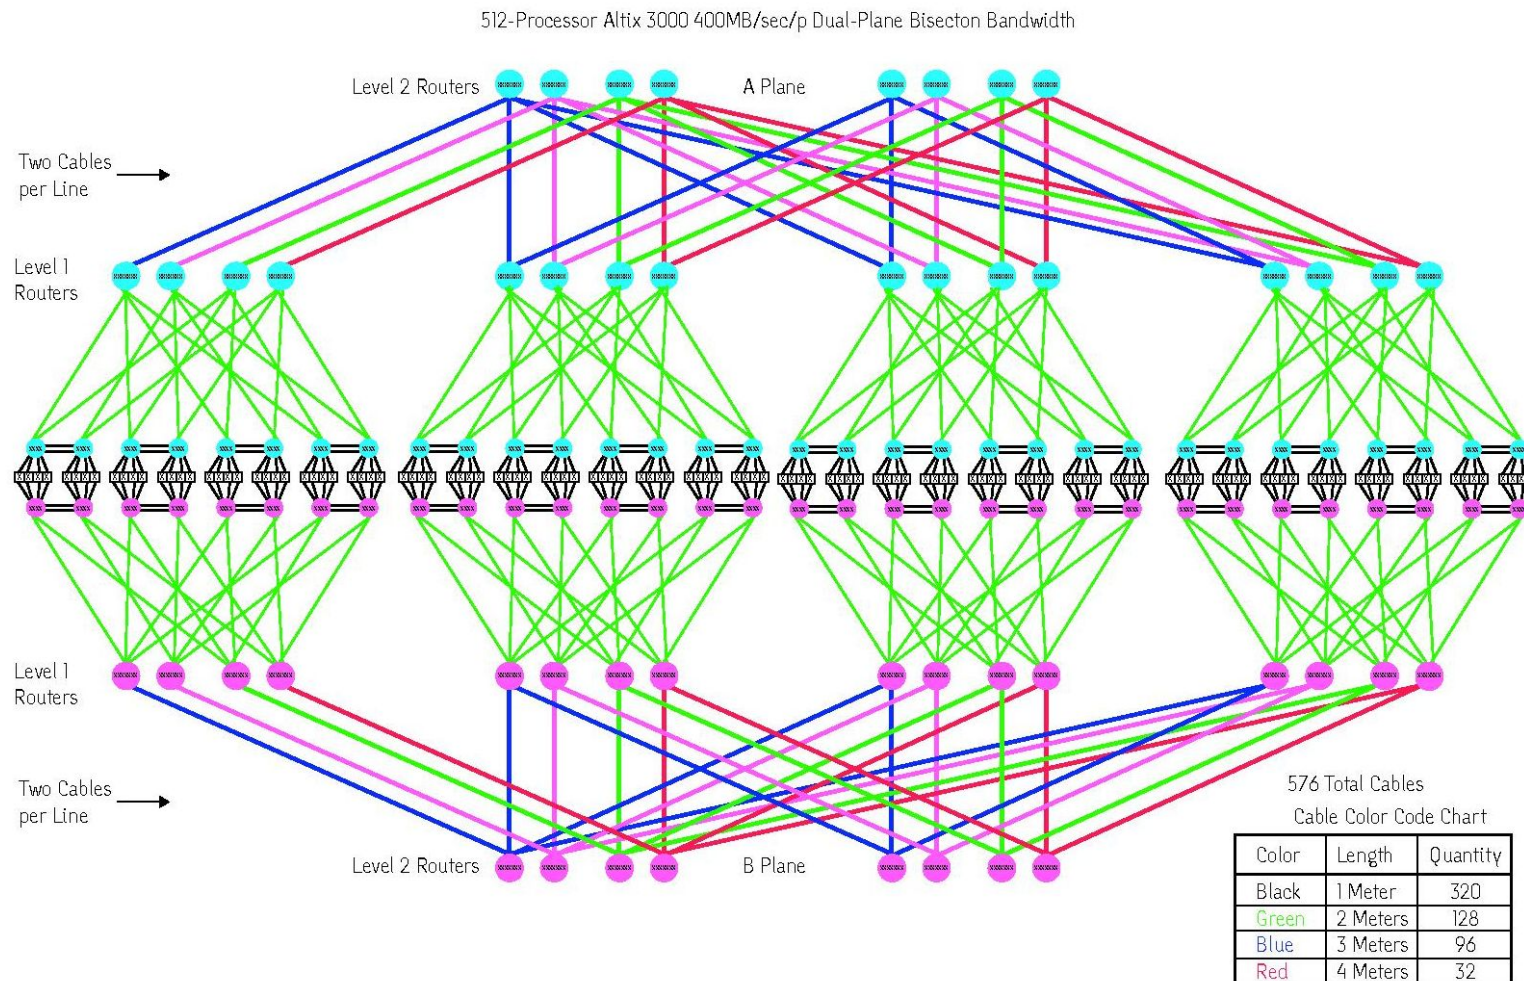 512-Processor Altix 3000 400MB/sec/p Dual-Plane Bisecton Bandwidth
Level 2 Routers
A Plane
Two Cables
per Line
Level 1
Routers
Level 1
Routers
Two Cables
per Line
Level 2 Routers
B Plane
576 Total Cables
Cable Color Code Chart
Color Length Quantity
Black 1 Meter 320
Green 2 Meters 128
Blue 3 Meters 96
Red 4 Meters 32